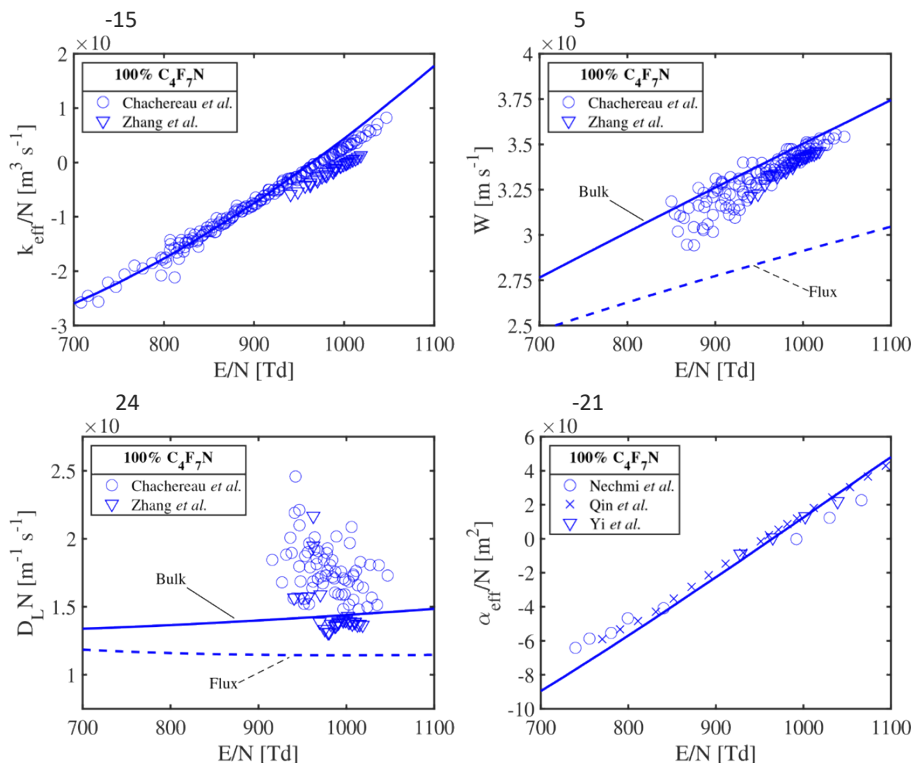 -15
×10
2
1
0
-1
-2
-3
k_eff/N [m³ s⁻¹]
100% C₄F₇N
Chachereau et al.
Zhang et al.
700 800 900 1000 1100
E/N [Td]
5
×10
4
3.75
3.5
3.25
3
2.75
2.5
W [m s⁻¹]
100% C₄F₇N
Chachereau et al.
Zhang et al.
Bulk
Flux
700 800 900 1000 1100
E/N [Td]
24
×10
2.5
2
1.5
1
D_L N [m⁻¹ s⁻¹]
100% C₄F₇N
Chachereau et al.
Zhang et al.
Bulk
Flux
700 800 900 1000 1100
E/N [Td]
-21
×10
6
4
2
0
-2
-4
-6
-8
-10
α_eff/N [m²]
100% C₄F₇N
Nechmi et al.
Qin et al.
Yi et al.
700 800 900 1000 1100
E/N [Td]